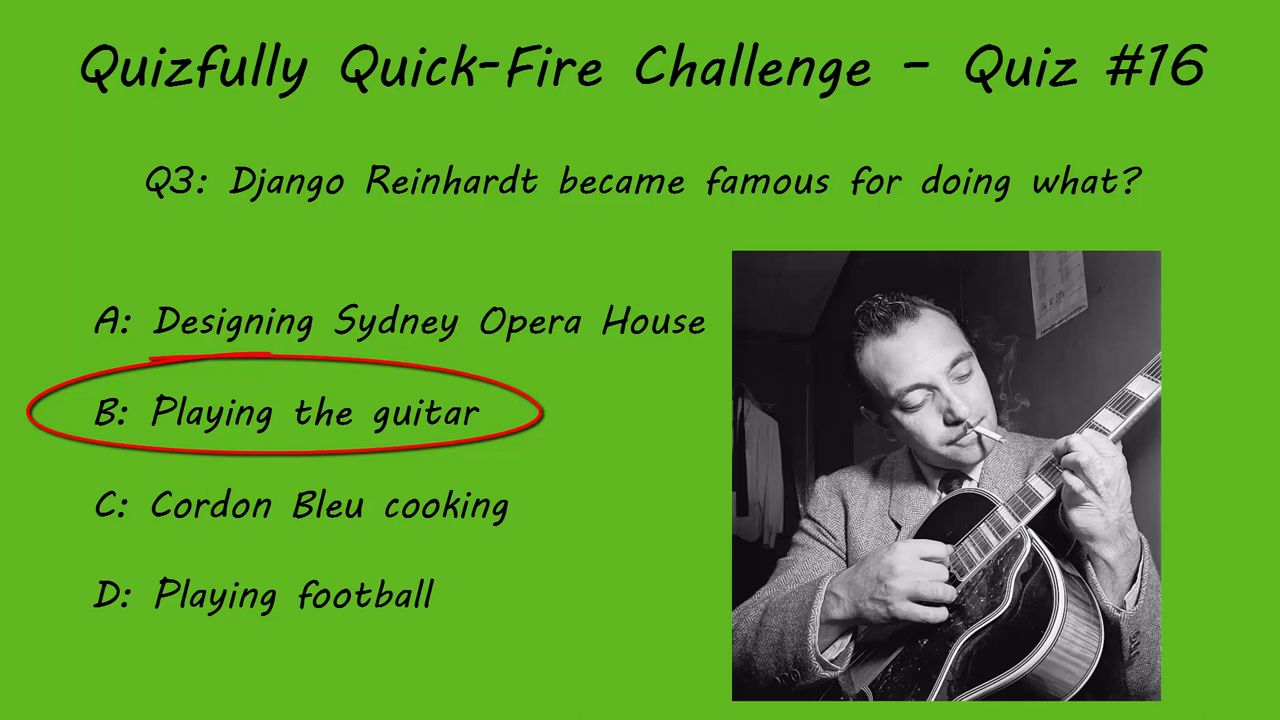 Quizfully Quick-Fire Challenge - Quiz #16
Q3: Django Reinhardt became famous for doing what?
A: Designing Sydney Opera House
B: Playing the guitar
C: Cordon Bleu cooking
D: Playing football